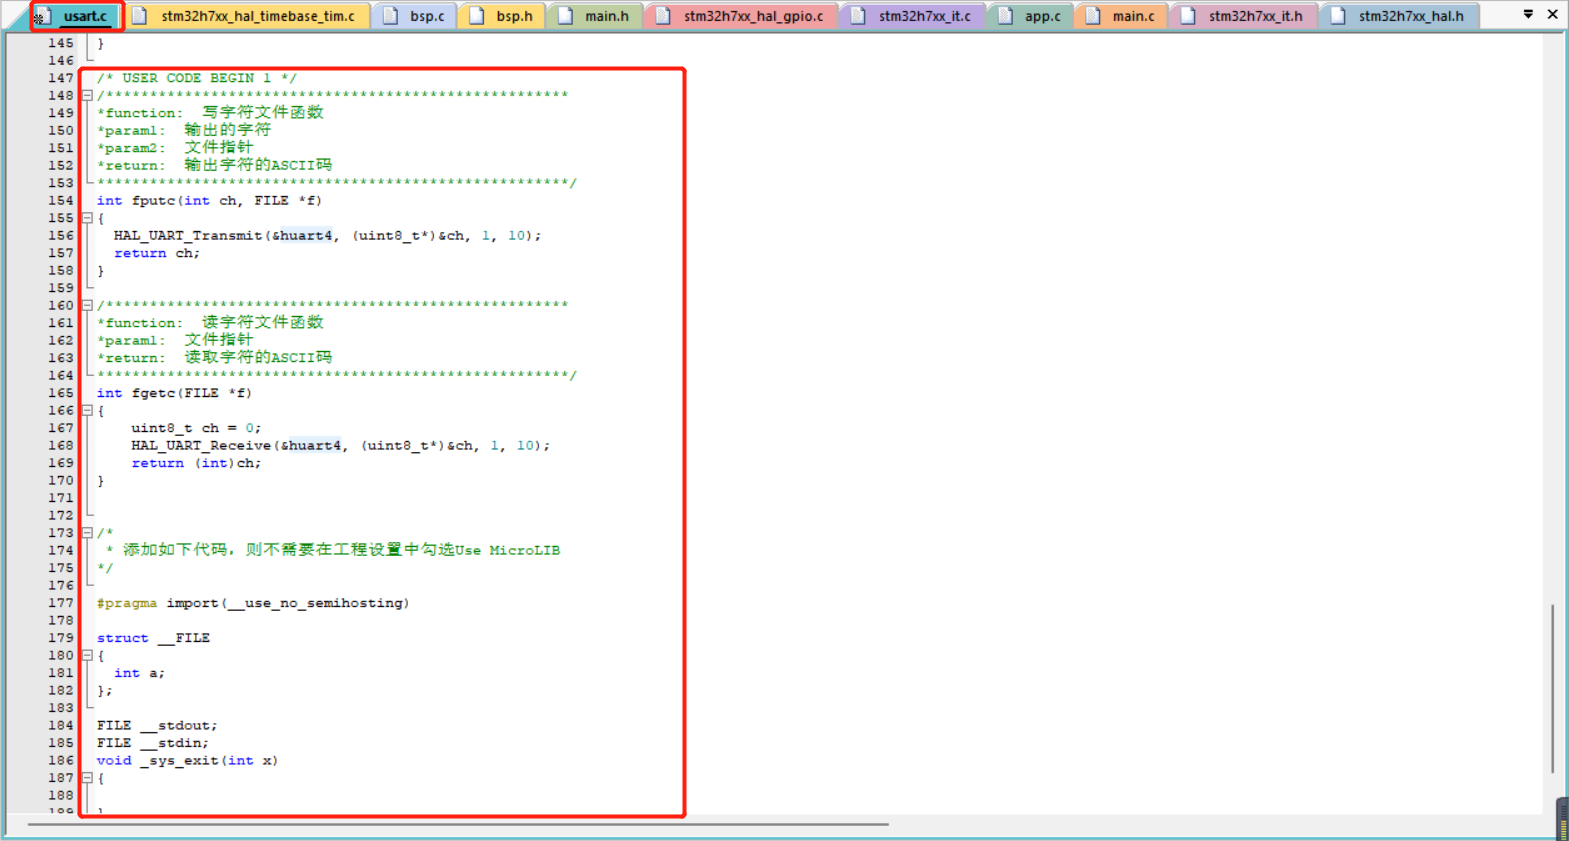 usart.c stm32h7xx_hal_timebase_tim.c bsp.c bsp.h main.h stm32h7xx_hal_gpio.c stm32h7xx_it.c app.c main.c stm32h7xx_it.h stm32h7xx_hal.h
145 }
146
147 /* USER CODE BEGIN 1 */
148 /*****************************************************
149 *function: 写字符文件函数
150 *param1: 输出的字符
151 *param2: 文件指针
152 *return: 输出字符的ASCII码
153 ******************************************************/
154 int fputc(int ch, FILE *f)
155 {
156 HAL_UART_Transmit(&huart4, (uint8_t*)&ch, 1, 10);
157 return ch;
158 }
159
160 /*****************************************************
161 *function: 读字符文件函数
162 *param1: 文件指针
163 *return: 读取字符的ASCII码
164 ******************************************************/
165 int fgetc(FILE *f)
166 {
167 uint8_t ch = 0;
168 HAL_UART_Receive(&huart4, (uint8_t*)&ch, 1, 10);
169 return (int)ch;
170 }
171
172
173 /*
174 * 添加如下代码，则不需要在工程设置中勾选Use MicroLIB
175 */
176
177 #pragma import(__use_no_semihosting)
178
179 struct __FILE
180 {
181 int a;
182 };
183
184 FILE __stdout;
185 FILE __stdin;
186 void _sys_exit(int x)
187 {
188
189 }